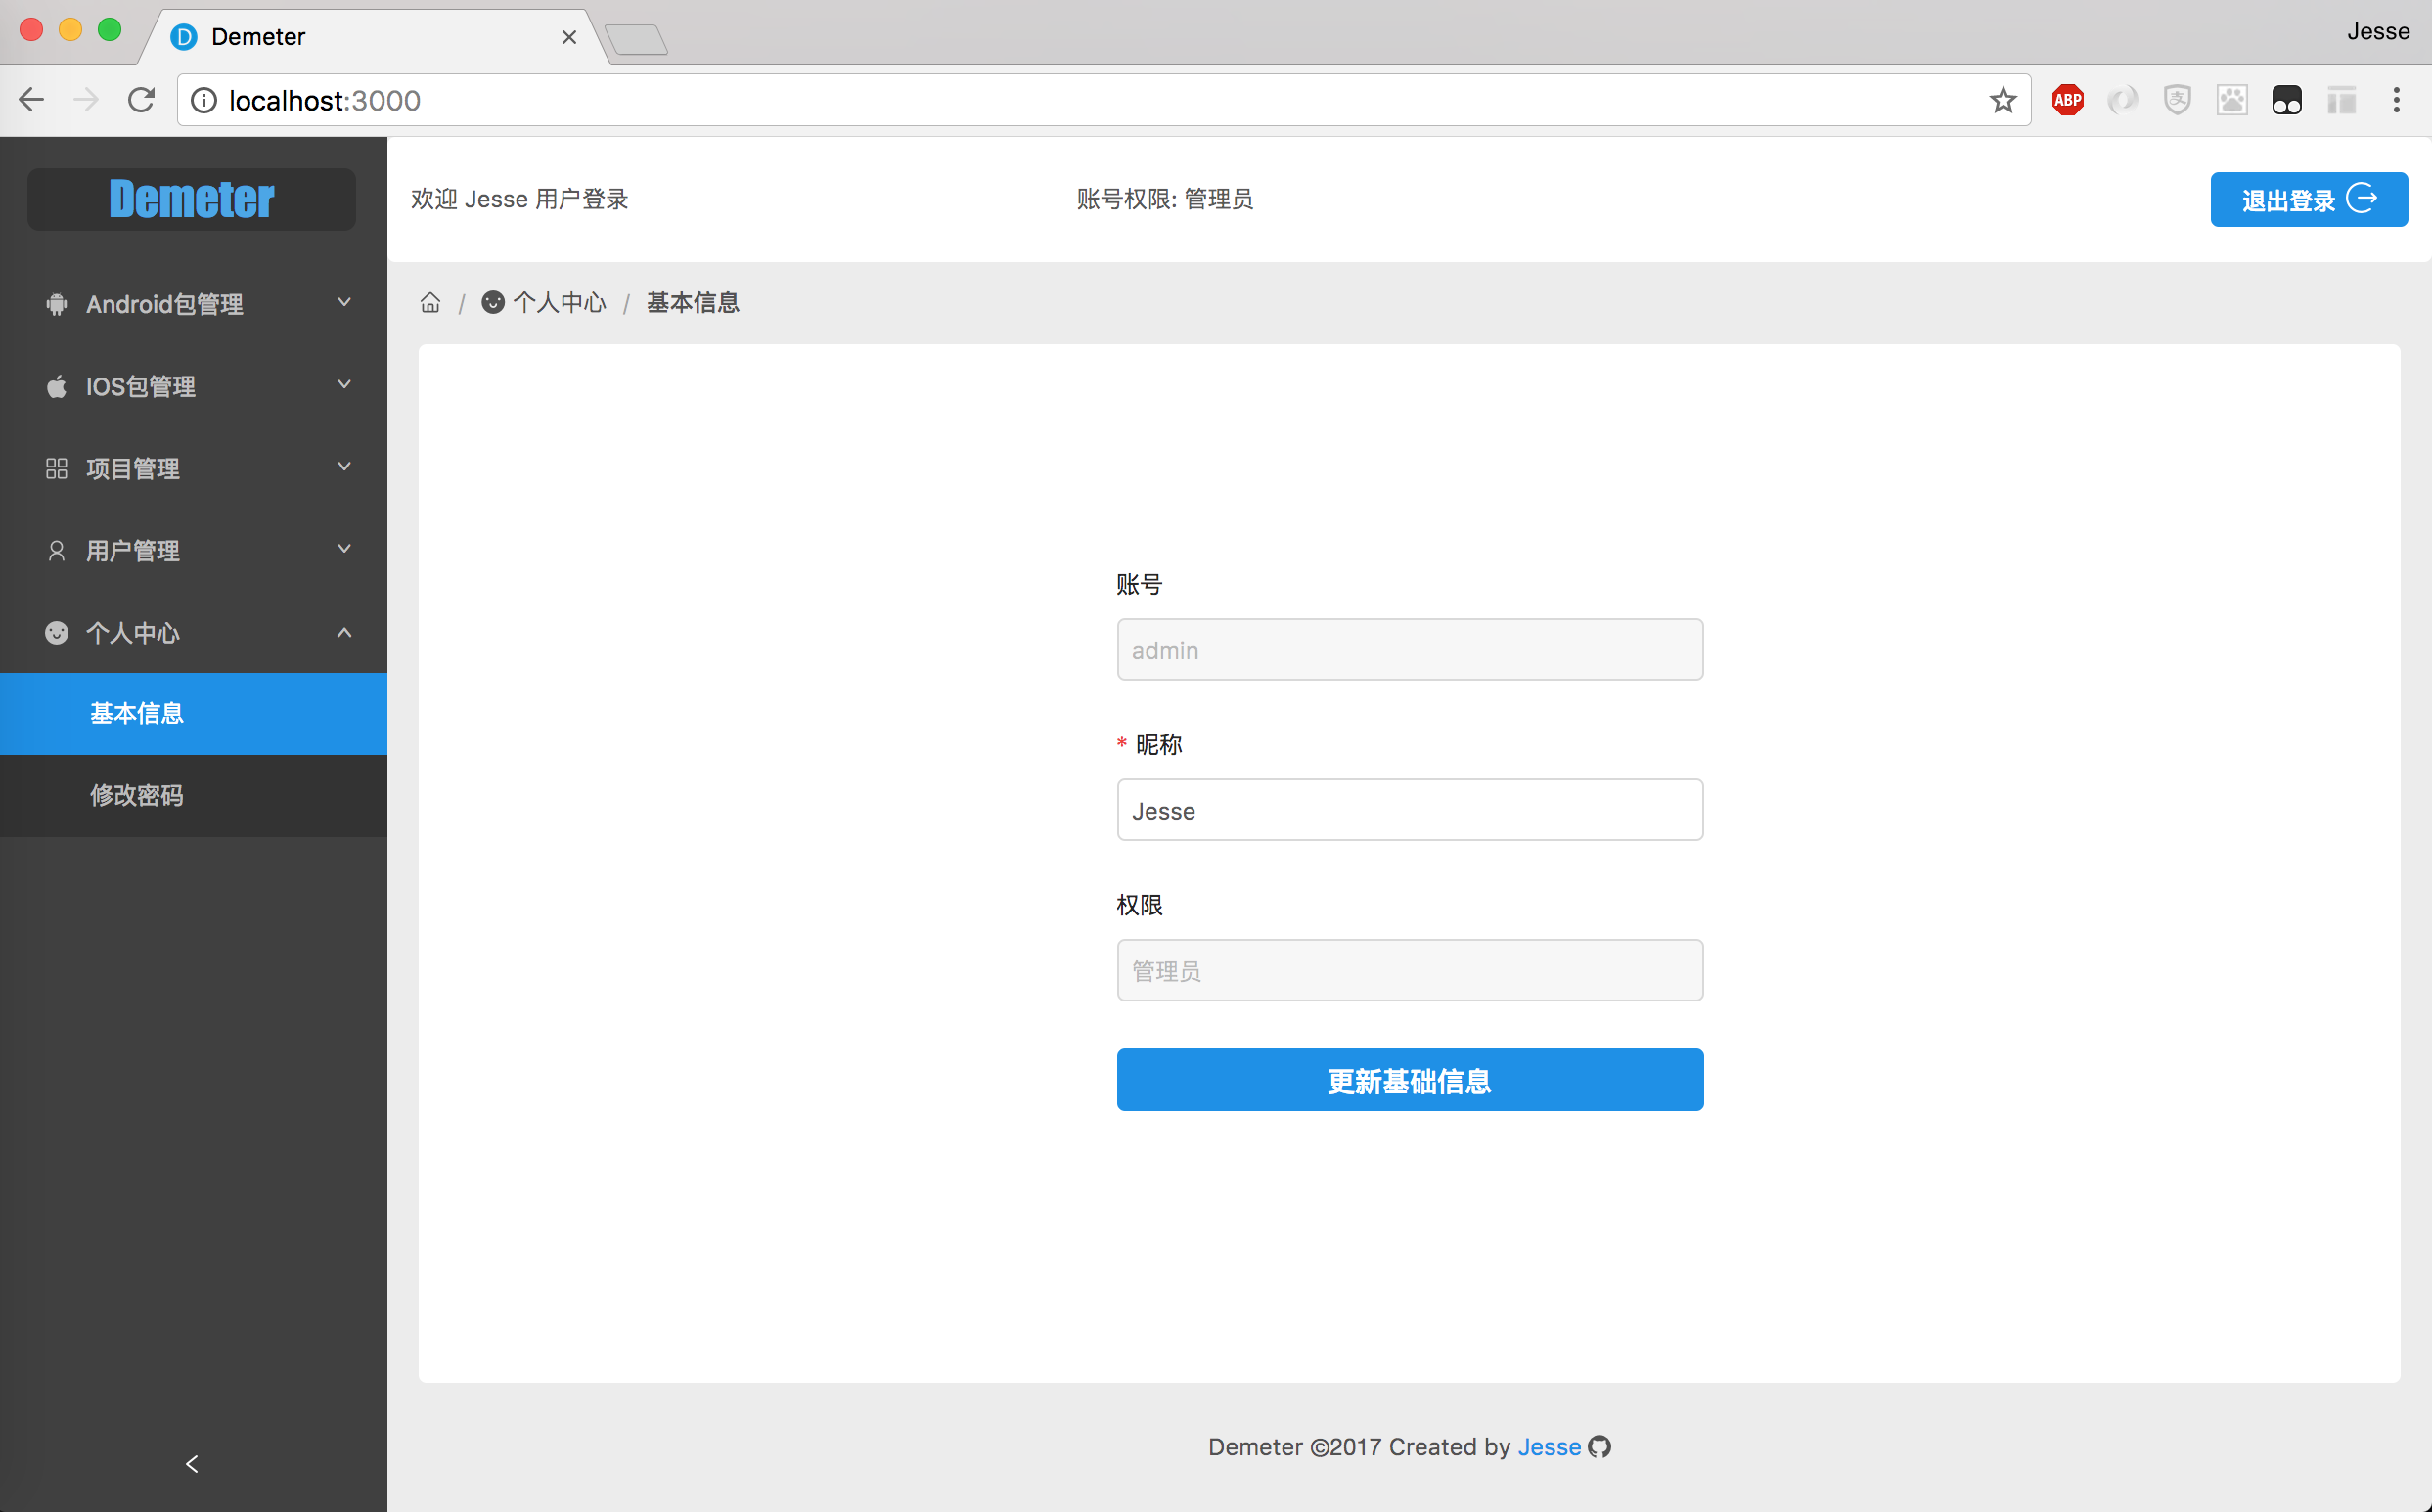 Demeter
Jesse
localhost:3000
ABP
Demeter
欢迎 Jesse 用户登录
账号权限: 管理员
退出登录
Android包管理
IOS包管理
项目管理
用户管理
个人中心
基本信息
修改密码
/ 个人中心 / 基本信息
账号
admin
* 昵称
Jesse
权限
管理员
更新基础信息
Demeter ©2017 Created by Jesse